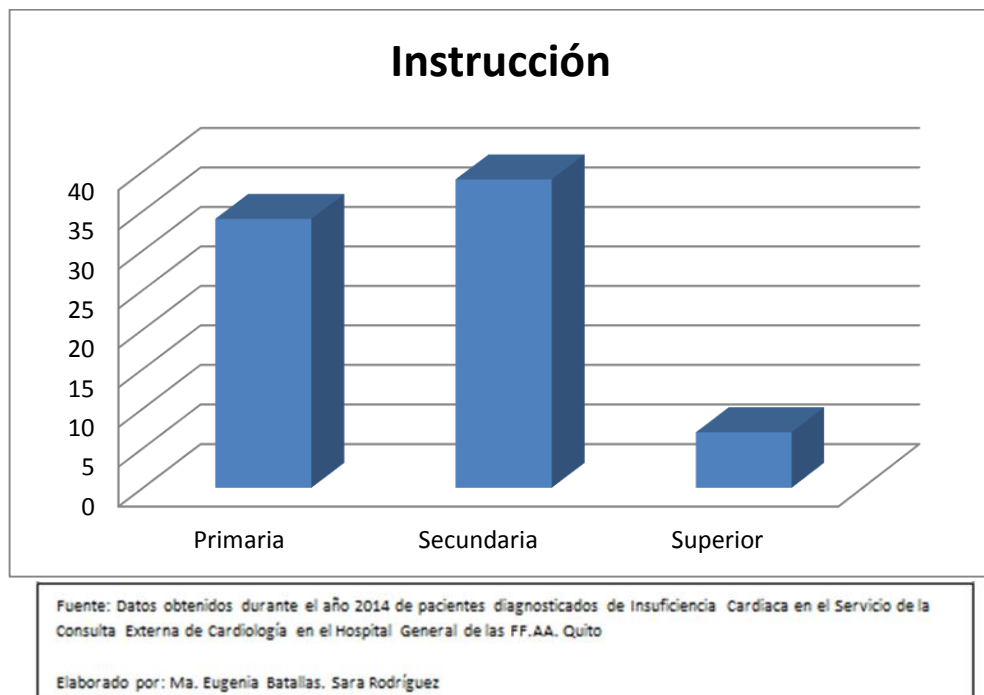 Instrucción
40
35
30
25
20
15
10
5
0
Primaria Secundaria Superior
Fuente: Datos obtenidos durante el año 2014 de pacientes diagnosticados de Insuficiencia Cardiaca en el Servicio de la
Consulta Externa de Cardiología en el Hospital General de las FF.AA. Quito
Elaborado por: Ma. Eugenia Batallas. Sara Rodríguez